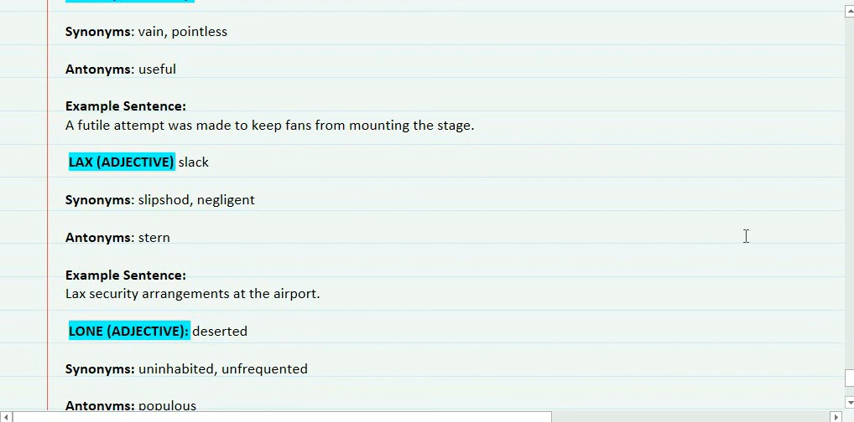 Synonyms: vain, pointless
Antonyms: useful
Example Sentence:
A futile attempt was made to keep fans from mounting the stage.
LAX (ADJECTIVE) slack
Synonyms: slipshod, negligent
Antonyms: stern
Example Sentence:
Lax security arrangements at the airport.
LONE (ADJECTIVE): deserted
Synonyms: uninhabited, unfrequented
Antonyms: populous